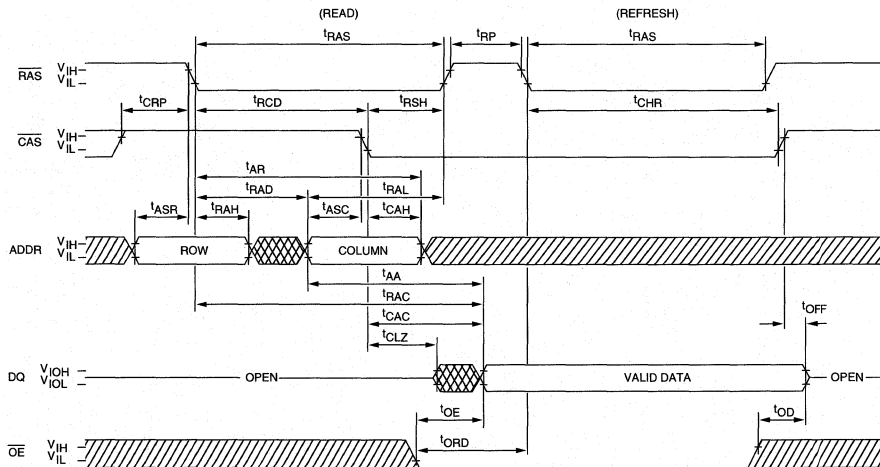 (READ) (REFRESH)
tRAS tRP tRAS
RAS VIH VIL
tCRP tRCD tRSH tCHR
CAS VIH VIL
tAR
tRAD tRAL
tASR tRAH tASC tCAH
ADDR VIH VIL ROW COLUMN
tAA
tRAC
tCAC tOFF
tCLZ
DQ VIOH VIOL OPEN VALID DATA OPEN
tOE tOD
OE VIH VIL tORD